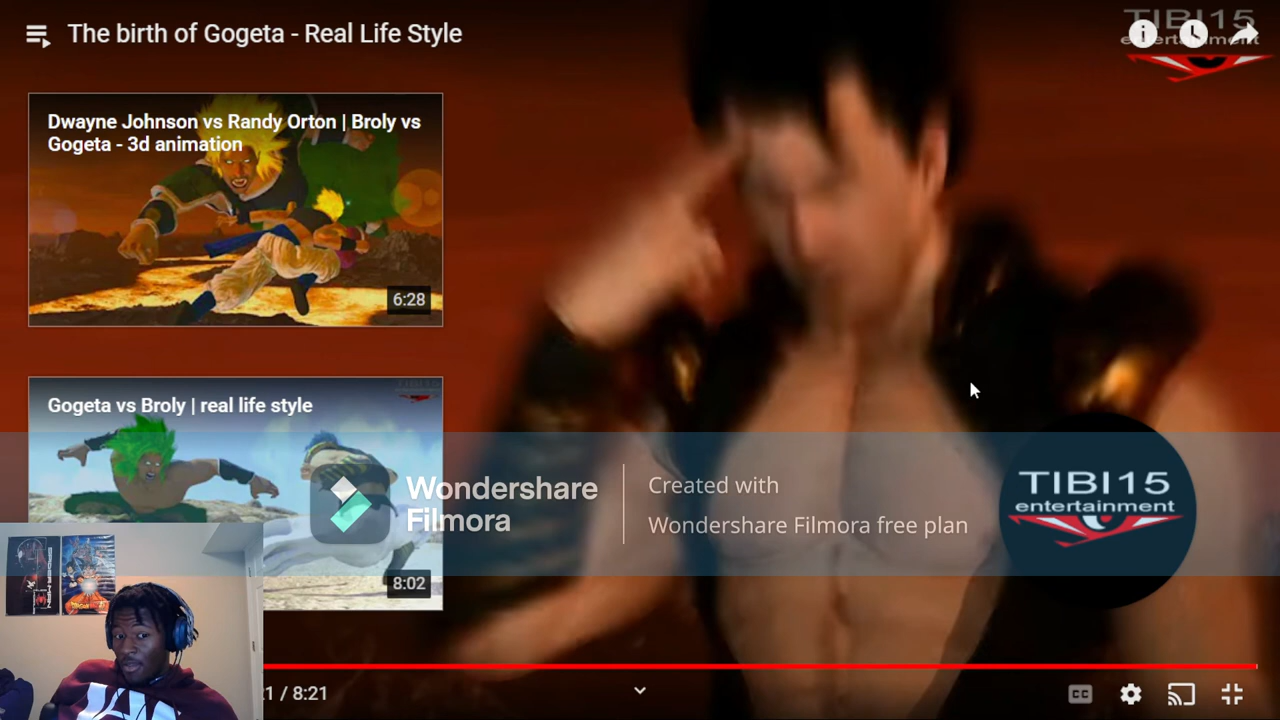 The birth of Gogeta - Real Life Style
TIBI15
entertainment
Dwayne Johnson vs Randy Orton | Broly vs
Gogeta - 3d animation
6:28
Gogeta vs Broly | real life style
Wondershare
Filmora
Created with
Wondershare Filmora free plan
TIBI15
entertainment
8:02
/ 8:21
CC